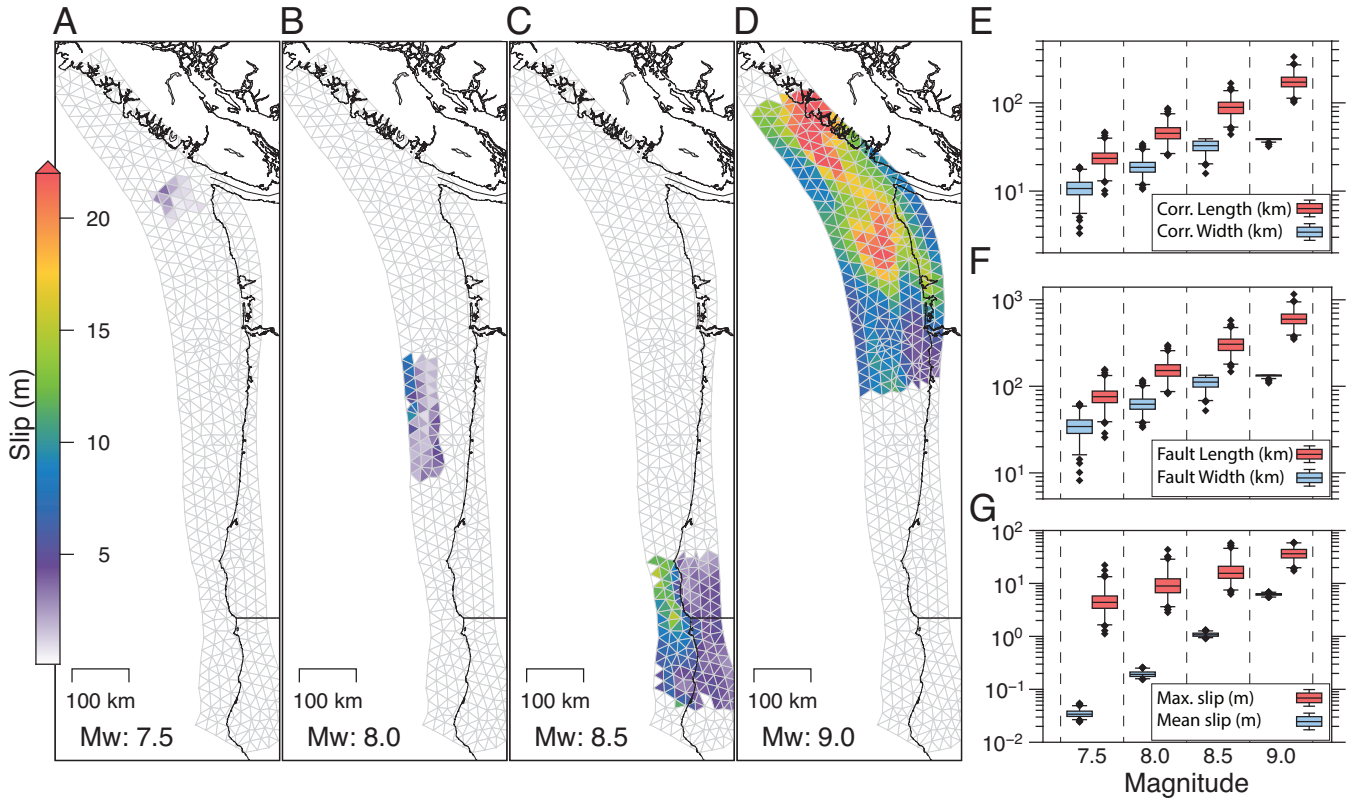 A
B
C
D
E
F
G
Slip (m)
20
15
10
5
100 km
Mw: 7.5
100 km
Mw: 8.0
100 km
Mw: 8.5
100 km
Mw: 9.0
10²
10¹
Corr. Length (km)
Corr. Width (km)
10³
10²
10¹
Fault Length (km)
Fault Width (km)
10²
10¹
10⁰
10⁻¹
10⁻²
Max. slip (m)
Mean slip (m)
7.5 8.0 8.5 9.0
Magnitude